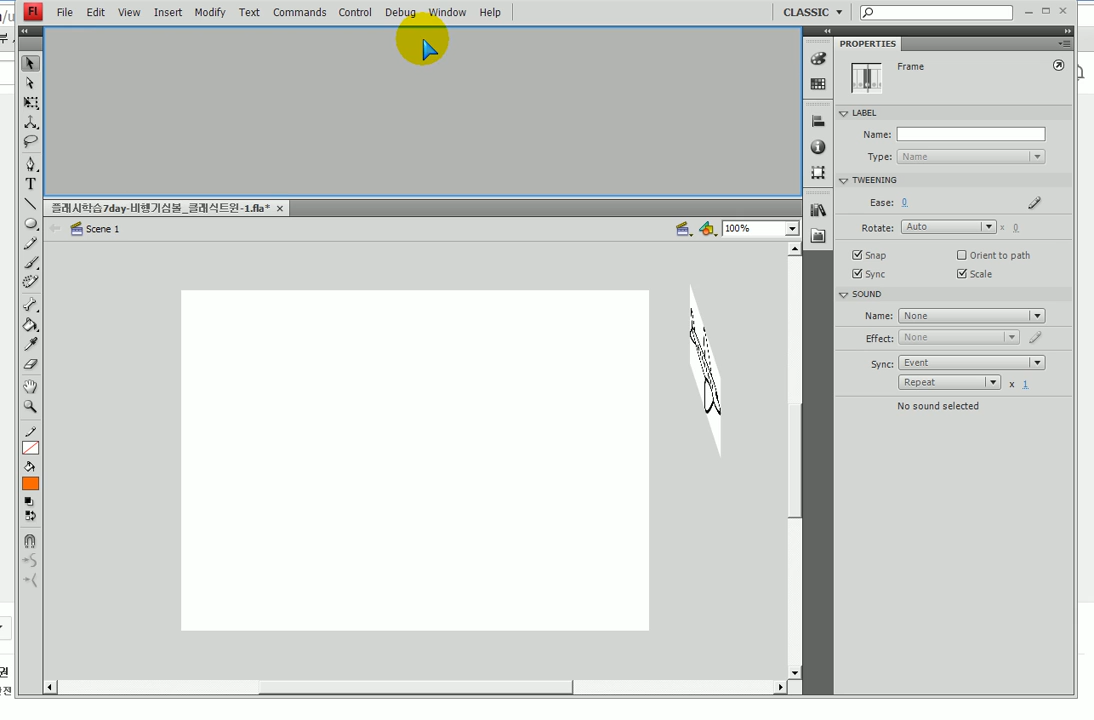 Fl File Edit View Insert Modify Text Commands Control Debug Window Help CLASSIC
PROPERTIES
Frame
LABEL
Name:
Type: Name
플래시학습7day-비행기심볼_클래식트윈-1.fla*
TWEENING
Ease: 0
Scene 1
100%
Rotate: Auto x 0
Snap Orient to path
Sync Scale
SOUND
Name: None
Effect: None
Sync: Event
Repeat x 1
No sound selected
T